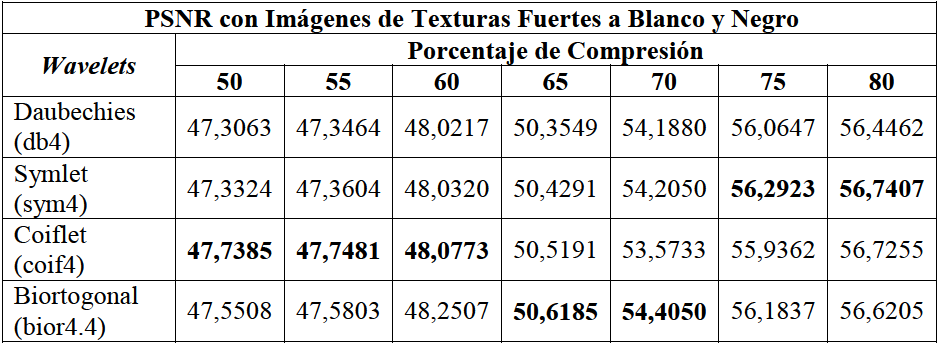 PSNR con Imágenes de Texturas Fuertes a Blanco y Negro
Wavelets
Porcentaje de Compresión
50 55 60 65 70 75 80
Daubechies
(db4)
47,3063 47,3464 48,0217 50,3549 54,1880 56,0647 56,4462
Symlet
(sym4)
47,3324 47,3604 48,0320 50,4291 54,2050 56,2923 56,7407
Coiflet
(coif4)
47,7385 47,7481 48,0773 50,5191 53,5733 55,9362 56,7255
Biortogonal
(bior4.4)
47,5508 47,5803 48,2507 50,6185 54,4050 56,1837 56,6205